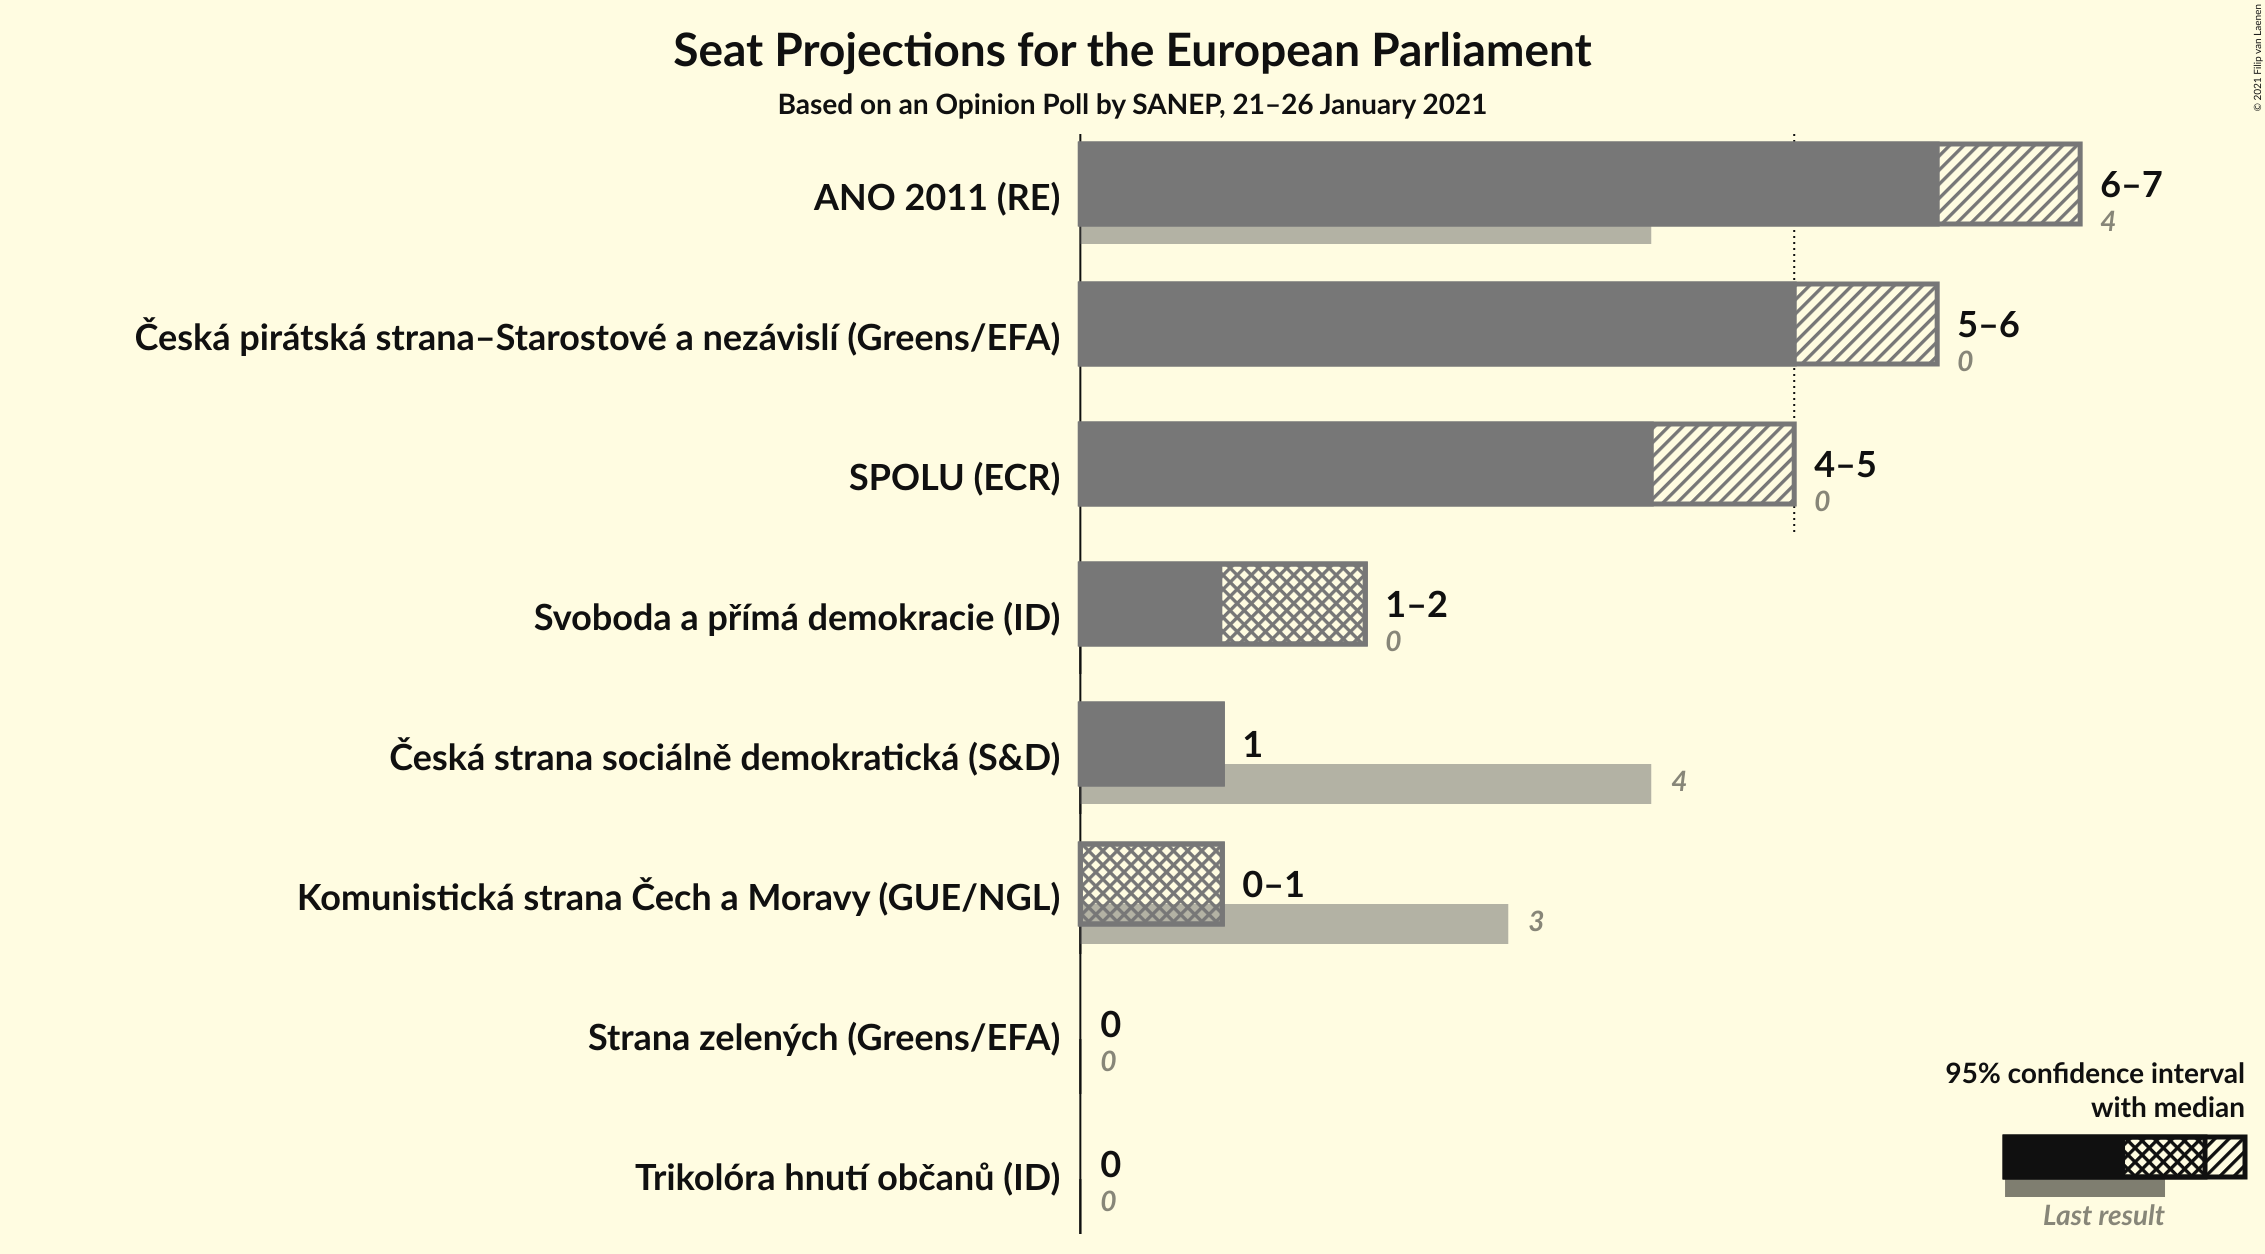 Seat Projections for the European Parliament
Based on an Opinion Poll by SANEP, 21–26 January 2021
© 2021 Filip van Laenen
ANO 2011 (RE)
6–7
4
Česká pirátská strana–Starostové a nezávislí (Greens/EFA)
5–6
0
SPOLU (ECR)
4–5
0
Svoboda a přímá demokracie (ID)
1–2
0
Česká strana sociálně demokratická (S&D)
1
4
Komunistická strana Čech a Moravy (GUE/NGL)
0–1
3
Strana zelených (Greens/EFA)
0
0
Trikolóra hnutí občanů (ID)
0
0
95% confidence interval
with median
Last result